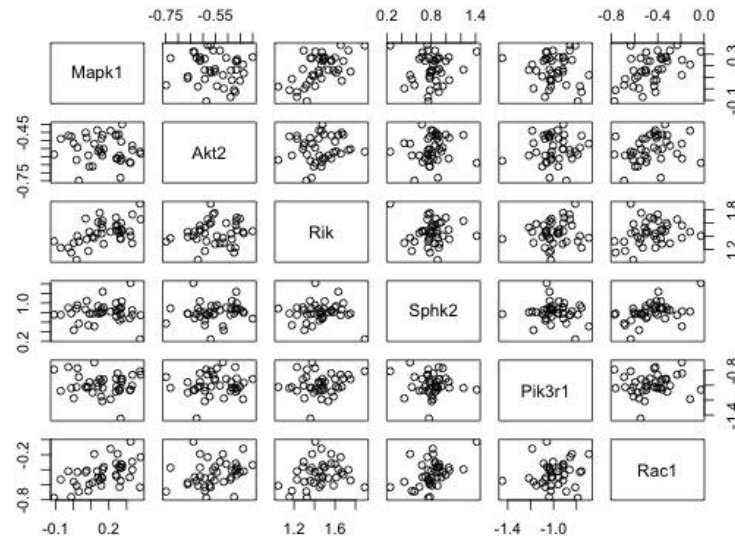 -0.75 -0.55 0.2 0.8 1.4 -0.8 -0.4 0.0
Mapk1 -0.1 0.3
-0.75 -0.45 Akt2
Rik 1.2 1.8
0.2 1.0 Sphk2
Pik3r1 -1.4 -0.8
-0.8 -0.2 Rac1
-0.1 0.2 1.2 1.6 -1.4 -1.0